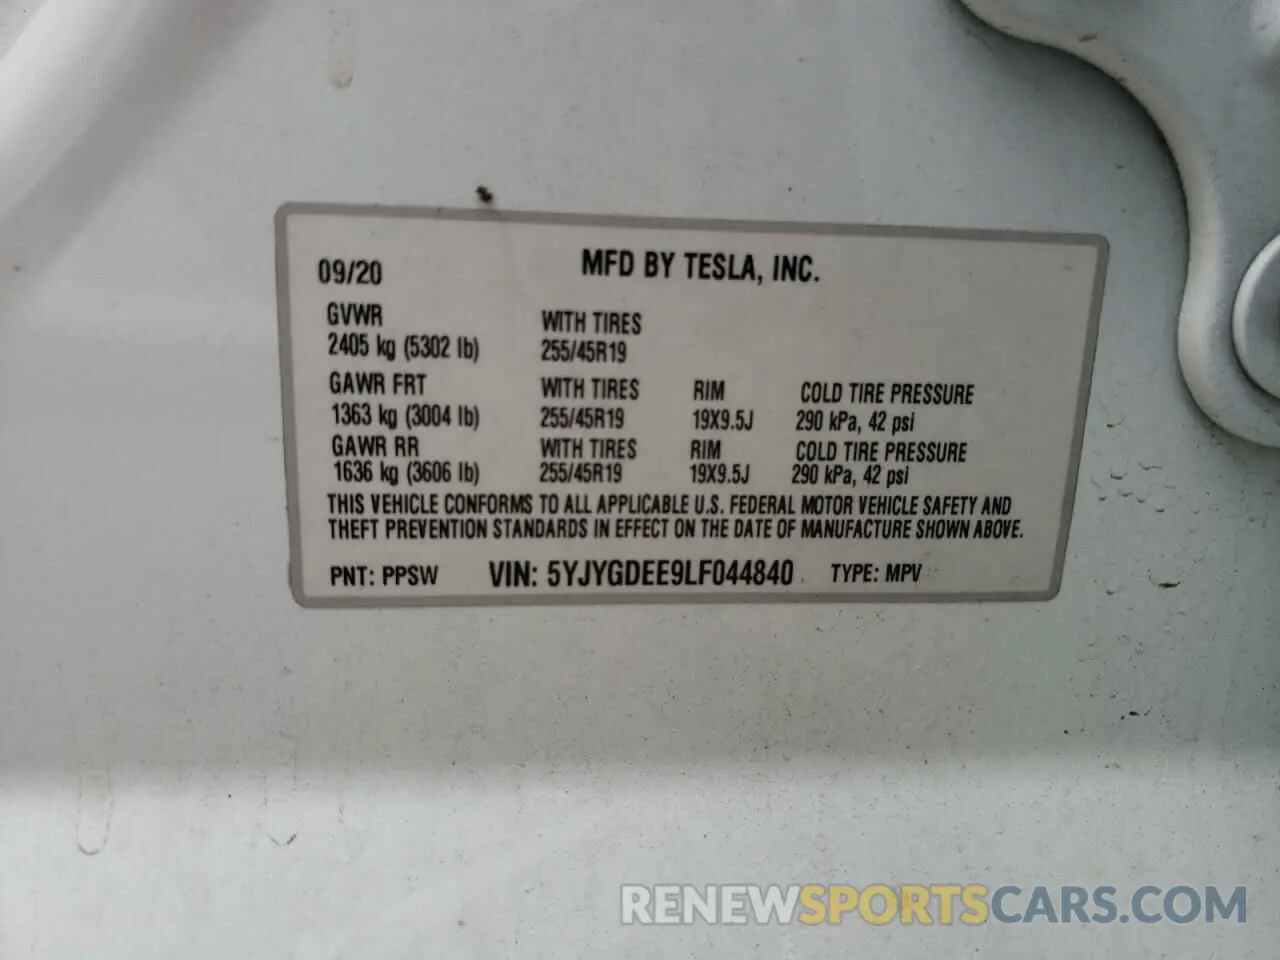 09/20 MFD BY TESLA, INC.
GVWR WITH TIRES
2405 kg (5302 lb) 255/45R19
GAWR FRT WITH TIRES RIM COLD TIRE PRESSURE
1363 kg (3004 lb) 255/45R19 19X9.5J 290 kPa, 42 psi
GAWR RR WITH TIRES RIM COLD TIRE PRESSURE
1636 kg (3606 lb) 255/45R19 19X9.5J 290 kPa, 42 psi
THIS VEHICLE CONFORMS TO ALL APPLICABLE U.S. FEDERAL MOTOR VEHICLE SAFETY AND
THEFT PREVENTION STANDARDS IN EFFECT ON THE DATE OF MANUFACTURE SHOWN ABOVE.
PNT: PPSW VIN: 5YJYGDEE9LF044840 TYPE: MPV
RENEWSPORTSCARS.COM